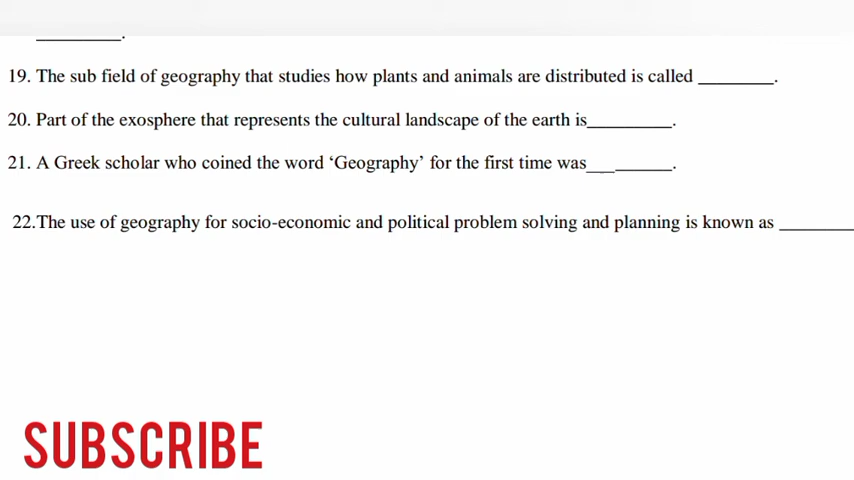 _________.
19. The sub field of geography that studies how plants and animals are distributed is called ________.
20. Part of the exosphere that represents the cultural landscape of the earth is_________.
21. A Greek scholar who coined the word ‘Geography’ for the first time was_________.
22.The use of geography for socio-economic and political problem solving and planning is known as ________
SUBSCRIBE